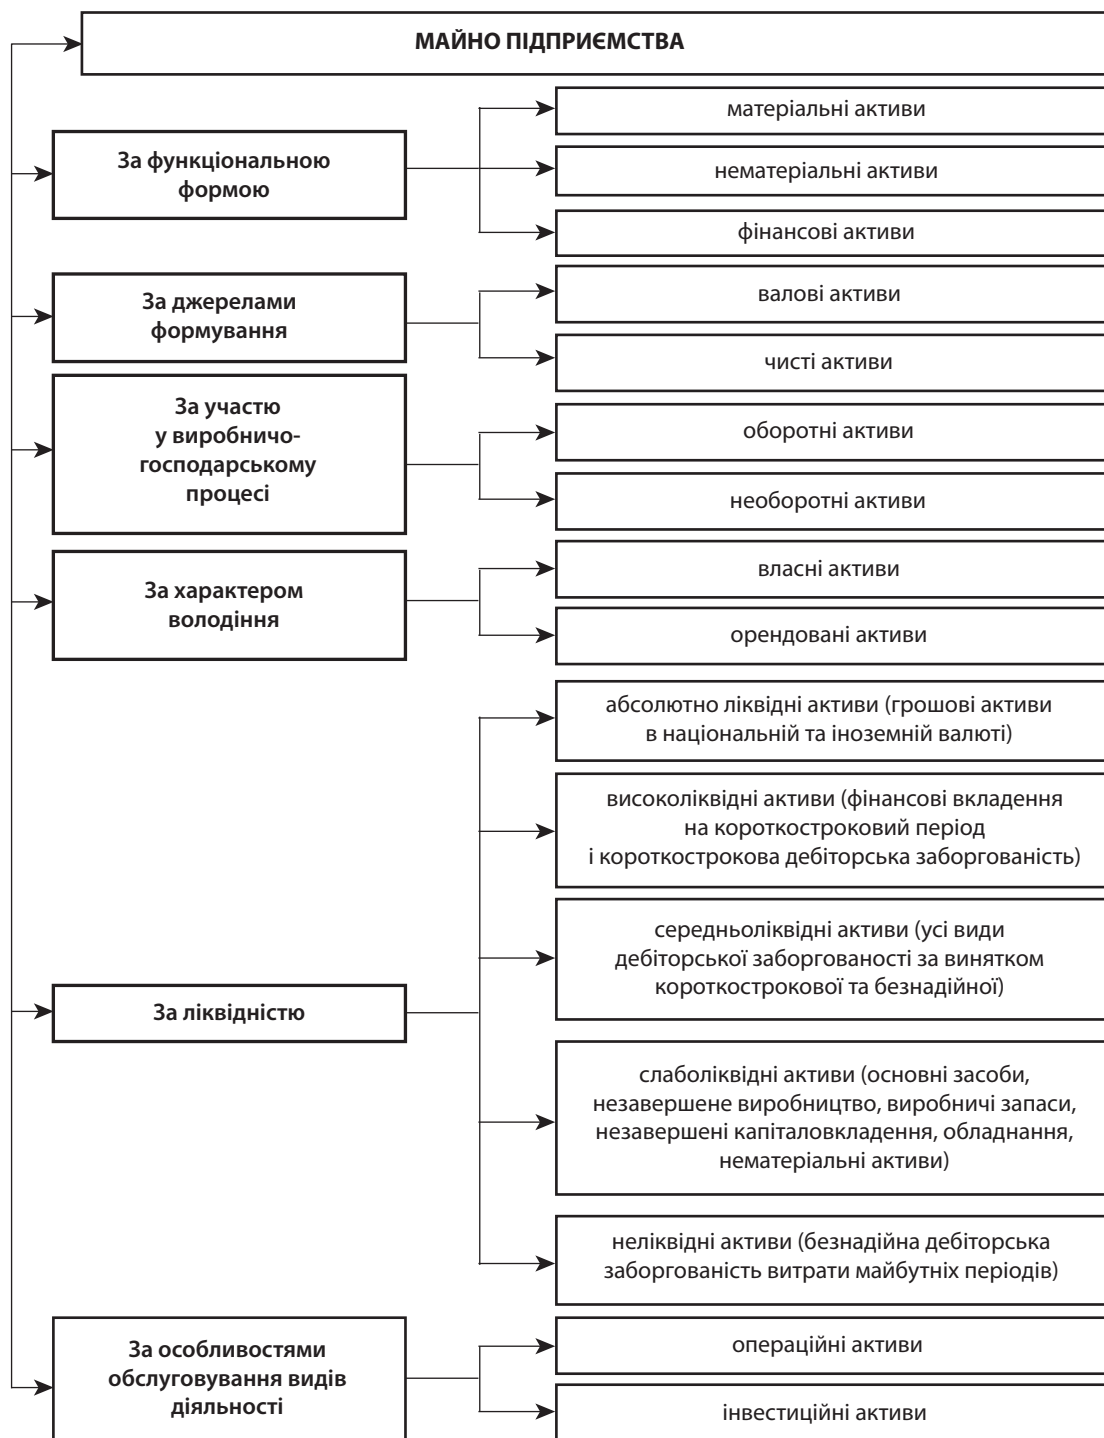 МАЙНО ПІДПРИЄМСТВА
За функціональною
формою
матеріальні активи
нематеріальні активи
фінансові активи
За джерелами
формування
валові активи
чисті активи
За участю
у виробничо-
господарському
процесі
оборотні активи
необоротні активи
За характером
володіння
власні активи
орендовані активи
За ліквідністю
абсолютно ліквідні активи (грошові активи
в національній та іноземній валюті)
високоліквідні активи (фінансові вкладення
на короткостроковий період
і короткострокова дебіторська заборгованість)
середньоліквідні активи (усі види
дебіторської заборгованості за винятком
короткострокової та безнадійної)
слаболіквідні активи (основні засоби,
незавершене виробництво, виробничі запаси,
незавершені капіталовкладення, обладнання,
нематеріальні активи)
неліквідні активи (безнадійна дебіторська
заборгованість витрати майбутніх періодів)
За особливостями
обслуговування видів
діяльності
операційні активи
інвестиційні активи